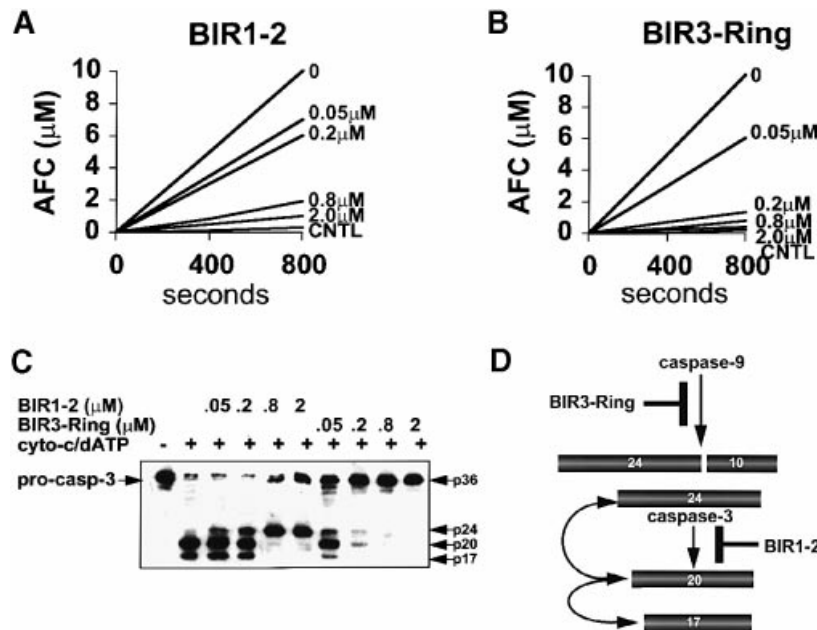 A
BIR1-2
AFC (µM)
10
8
6
4
2
0
0
0.05µM
0.2µM
0.8µM
2.0µM
CNTL
0 400 800
seconds
B
BIR3-Ring
AFC (µM)
10
8
6
4
2
0
0
0.05µM
0.2µM
0.8µM
2.0µM
CNTL
0 400 800
seconds
C
BIR1-2 (µM) .05 .2 .8 2
BIR3-Ring (µM) .05 .2 .8 2
cyto-c/dATP - + + + + + + + + +
pro-casp-3 p36
p24
p20
p17
D
caspase-9
BIR3-Ring
24 10
24
caspase-3
BIR1-2
20
17